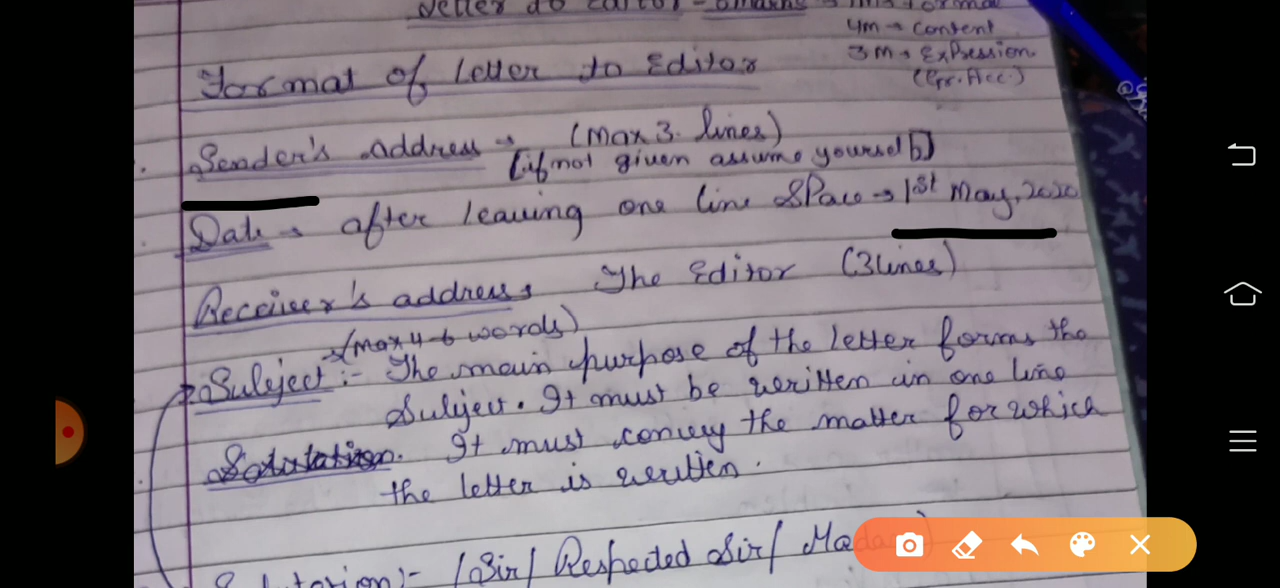 Letter to Editor -
4m → Content
3m → Expression
(Gr. Acc.)
Format of Letter to Editor
Sender's address → (Max 3 lines)
[if not given assume yourself]
Date → after leaving one line space → 1st May, 2020
Receiver's address, The Editor (3 lines)
→ (Max 4-6 words)
Subject :- The main purpose of the letter forms the
Subject. It must be written in one line
Salutation. It must convey the matter for which
the letter is written.
(Sir/ Respected Sir/